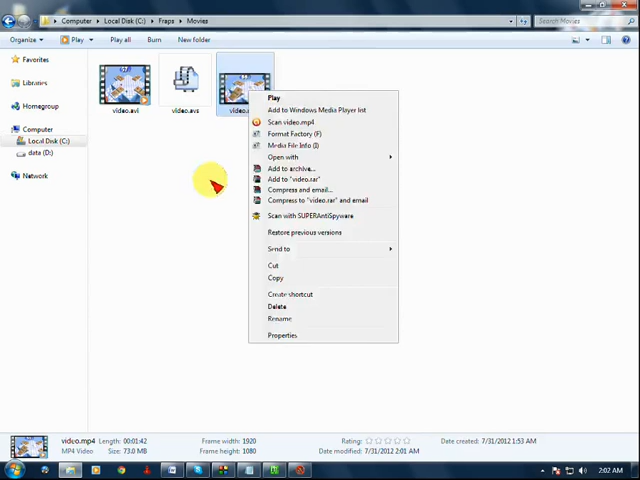 Computer ▸ Local Disk (C:) ▸ Fraps ▸ Movies
Search Movies
Organize Play Play all Burn New folder
Favorites
Libraries
Homegroup
Computer
Local Disk (C:)
data (D:)
Network
video.avi
video.avs
video.
Play
Add to Windows Media Player list
Scan video.mp4
Format Factory (F)
Media File Info (I)
Open with
Add to archive...
Add to "video.rar"
Compress and email...
Compress to "video.rar" and email
Scan with SUPERAntiSpyware
Restore previous versions
Send to
Cut
Copy
Create shortcut
Delete
Rename
Properties
video.mp4 Length: 00:01:42 Frame width: 1920 Rating: Date created: 7/31/2012 1:53 AM
MP4 Video Size: 73.0 MB Frame height: 1080 Date modified: 7/31/2012 2:01 AM
2:02 AM